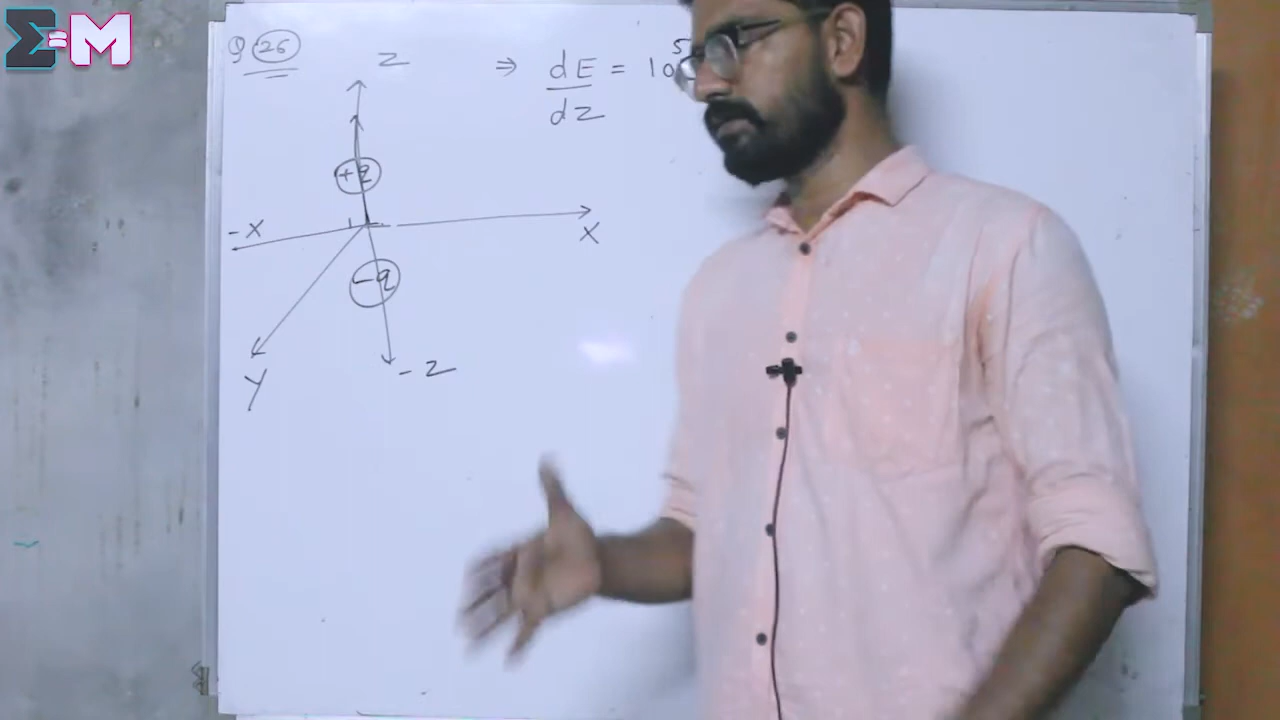 Σ=M
Q 26
Z
⇒ dE/dz = 10⁵
+q
-X
X
-q
-Z
Y